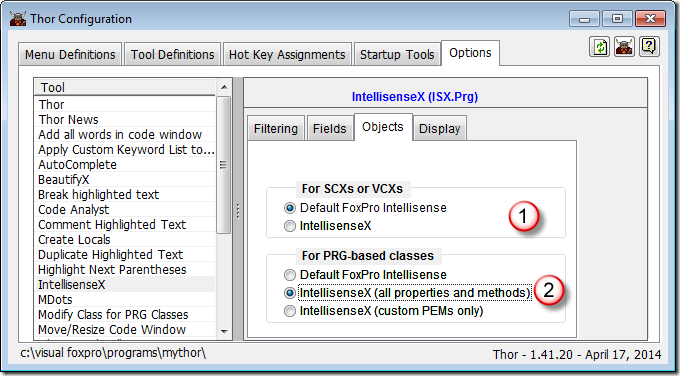 Thor Configuration
Menu Definitions Tool Definitions Hot Key Assignments Startup Tools Options
Tool
Thor
Thor News
Add all words in code window
Apply Custom Keyword List to...
AutoComplete
BeautifyX
Break highlighted text
Code Analyst
Comment Highlighted Text
Create Locals
Duplicate Highlighted Text
Highlight Next Parentheses
IntellisenseX
MDots
Modify Class for PRG Classes
Move/Resize Code Window
IntellisenseX (ISX.Prg)
Filtering Fields Objects Display
For SCXs or VCXs
Default FoxPro Intellisense
IntellisenseX
1
For PRG-based classes
Default FoxPro Intellisense
IntellisenseX (all properties and methods)
2
IntellisenseX (custom PEMs only)
c:\visual foxpro\programs\mythor\
Thor - 1.41.20 - April 17, 2014